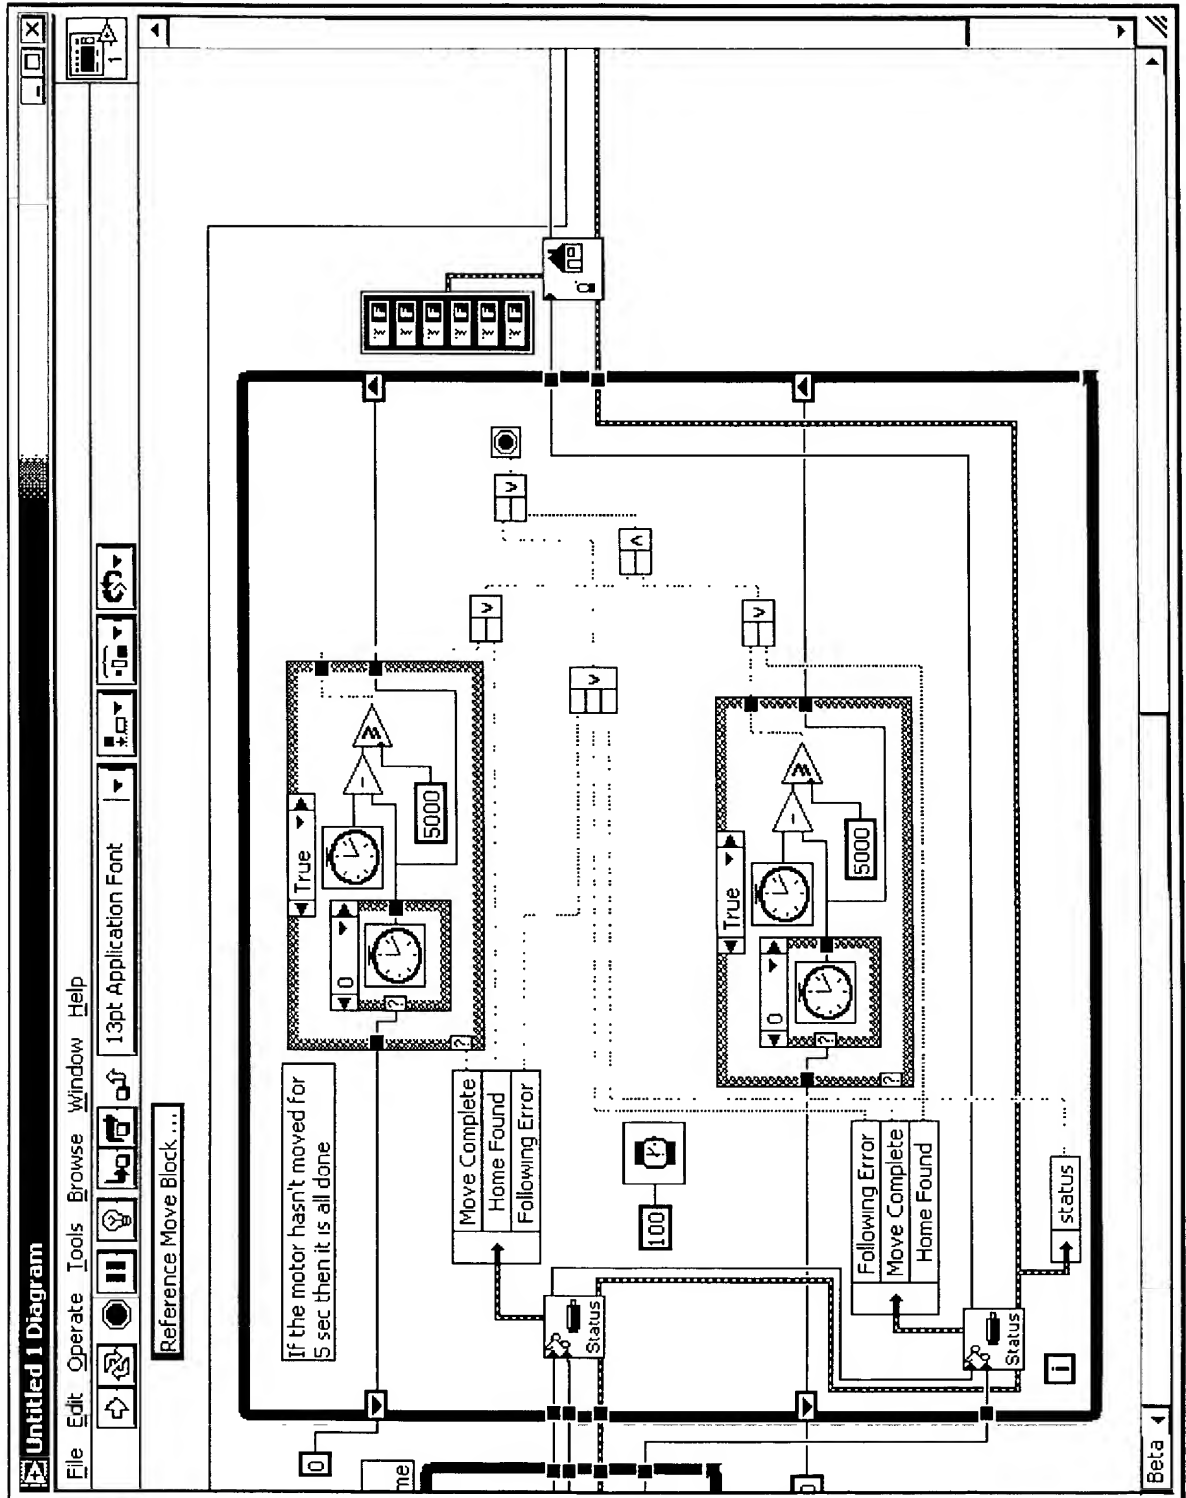 Untitled 1 Diagram
File Edit Operate Tools Browse Window Help
13pt Application Font
1
Reference Move Block ...
If the motor hasn't moved for
5 sec then it is all done
0
True
0
5000
Move Complete
Home Found
Following Error
100
Status
me
True
0
5000
Following Error
Move Complete
Home Found
Status
status
i
Beta